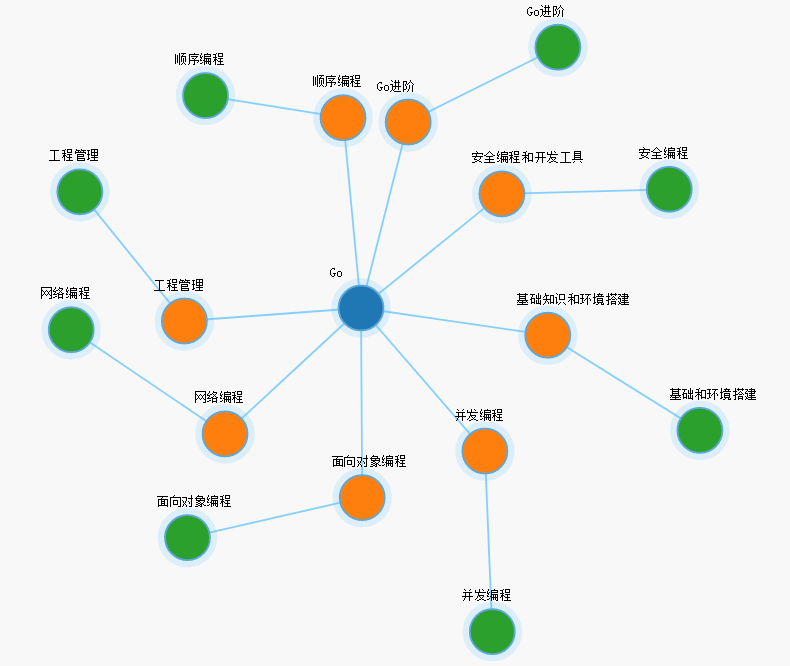 Go进阶
顺序编程
顺序编程
Go进阶
工程管理
安全编程和开发工具
安全编程
Go
工程管理
网络编程
基础知识和环境搭建
网络编程
基础和环境搭建
并发编程
面向对象编程
面向对象编程
并发编程